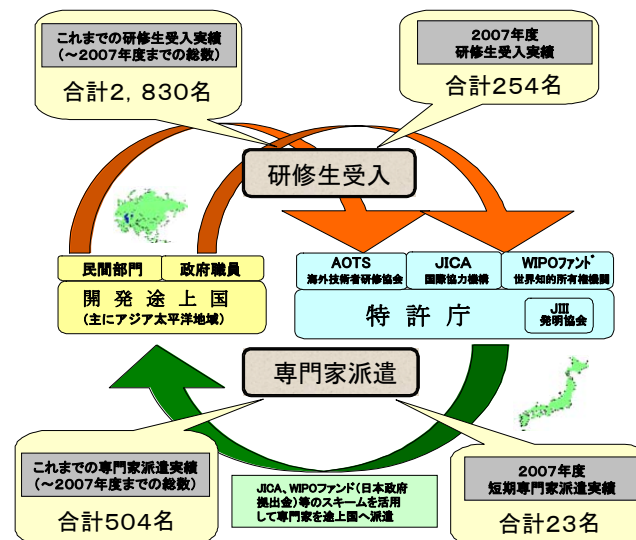 これまでの研修生受入実績
(～2007年度までの総数)
合計2,830名
2007年度
研修生受入実績
合計254名
研修生受入
民間部門
政府職員
開発途上国
(主にアジア太平洋地域)
AOTS
海外技術者研修協会
JICA
国際協力機構
WIPOファンド
世界知的所有権機関
特許庁
JIII
発明協会
専門家派遣
これまでの専門家派遣実績
(～2007年度までの総数)
合計504名
JICA、WIPOファンド(日本政府
拠出金)等のスキームを活用
して専門家を途上国へ派遣
2007年度
短期専門家派遣実績
合計23名